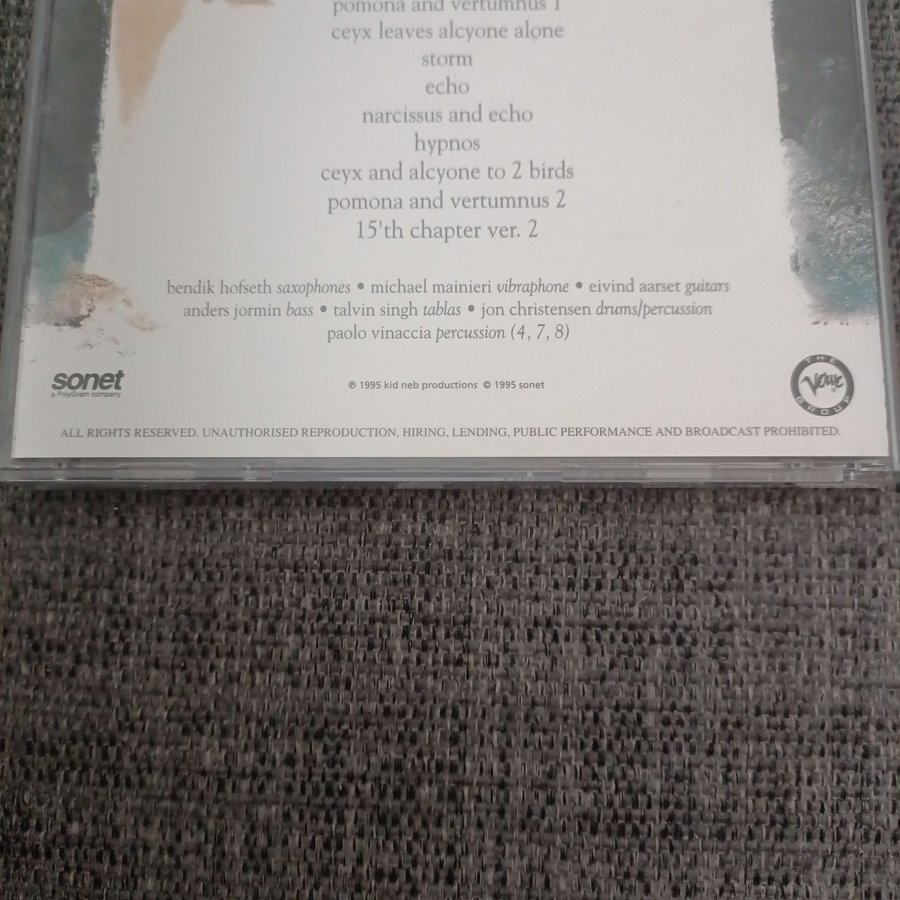 pomona and vertumnus 1
ceyx leaves alcyone alone
storm
echo
narcissus and echo
hypnos
ceyx and alcyone to 2 birds
pomona and vertumnus 2
15'th chapter ver. 2
bendik hofseth saxophones • michael mainieri vibraphone • eivind aarset guitars
anders jormin bass • talvin singh tablas • jon christensen drums/percussion
paolo vinaccia percussion (4, 7, 8)
sonet
a PolyGram company
℗ 1995 kid neb productions © 1995 sonet
THE
Verve
GROUP
ALL RIGHTS RESERVED. UNAUTHORISED REPRODUCTION, HIRING, LENDING, PUBLIC PERFORMANCE AND BROADCAST PROHIBITED.